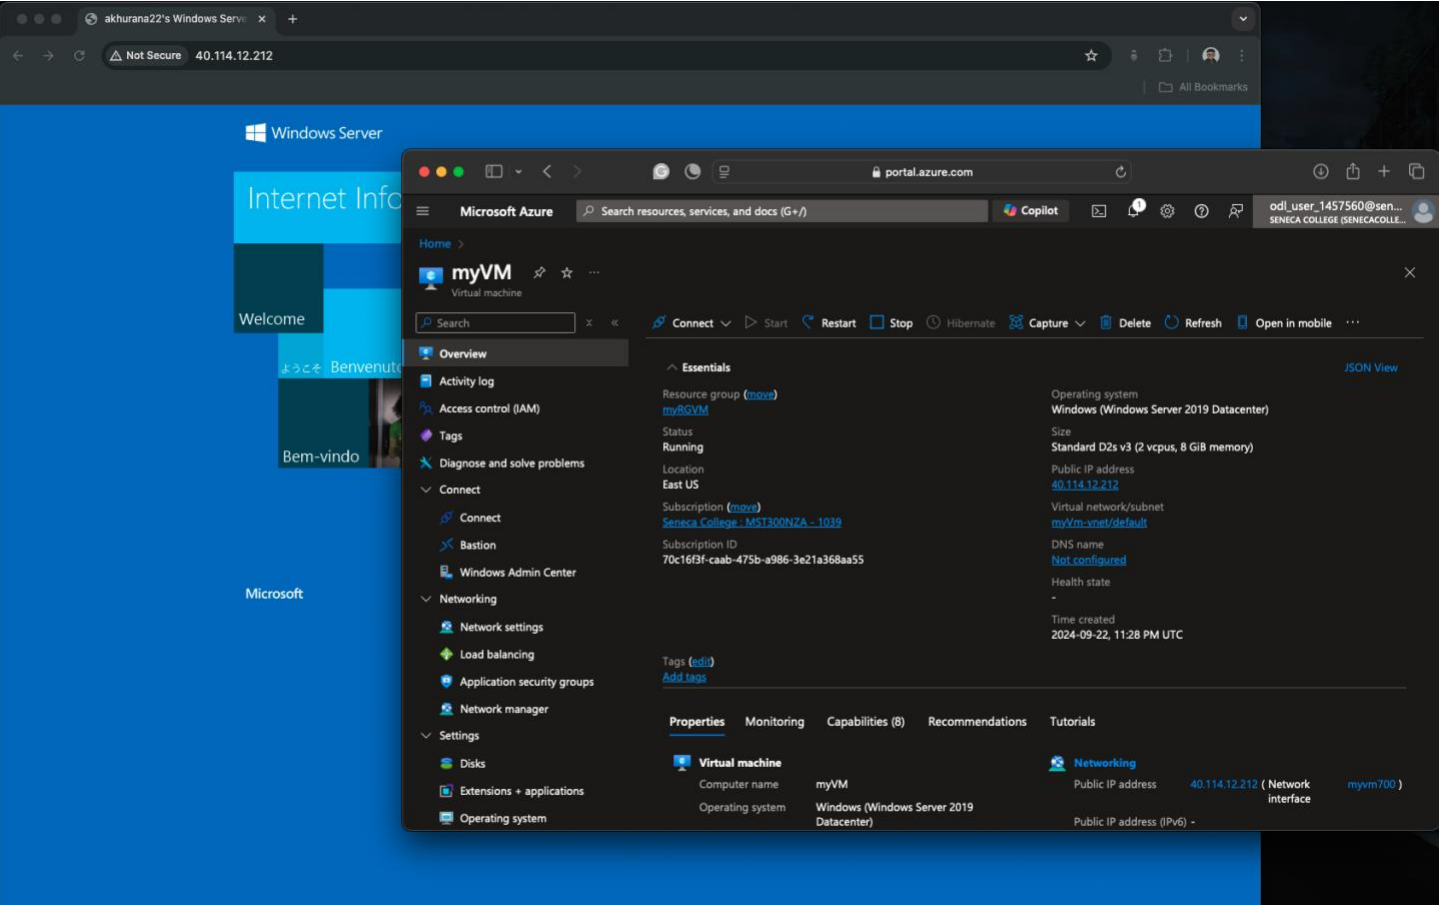 akhurana22's Windows Serve
Not Secure 40.114.12.212
All Bookmarks
Windows Server
Internet Info
Welcome
ようこそ Benvenuto
Bem-vindo
Microsoft
portal.azure.com
Microsoft Azure
Search resources, services, and docs (G+/)
Copilot
1
odl_user_1457560@sen...
SENECA COLLEGE (SENECACOLLE...
Home >
myVM
Virtual machine
Search
Connect
Start
Restart
Stop
Hibernate
Capture
Delete
Refresh
Open in mobile
Overview
Activity log
Access control (IAM)
Tags
Diagnose and solve problems
Connect
Connect
Bastion
Windows Admin Center
Networking
Network settings
Load balancing
Application security groups
Network manager
Settings
Disks
Extensions + applications
Operating system
Essentials
JSON View
Resource group (move)
myRGVM
Status
Running
Location
East US
Subscription (move)
Seneca College : MST300NZA - 1039
Subscription ID
70c16f3f-caab-475b-a986-3e21a368aa55
Operating system
Windows (Windows Server 2019 Datacenter)
Size
Standard D2s v3 (2 vcpus, 8 GiB memory)
Public IP address
40.114.12.212
Virtual network/subnet
myVm-vnet/default
DNS name
Not configured
Health state
-
Time created
2024-09-22, 11:28 PM UTC
Tags (edit)
Add tags
Properties
Monitoring
Capabilities (8)
Recommendations
Tutorials
Virtual machine
Computer name myVM
Operating system Windows (Windows Server 2019
Datacenter)
Networking
Public IP address 40.114.12.212 ( Network myvm700 )
interface
Public IP address (IPv6) -